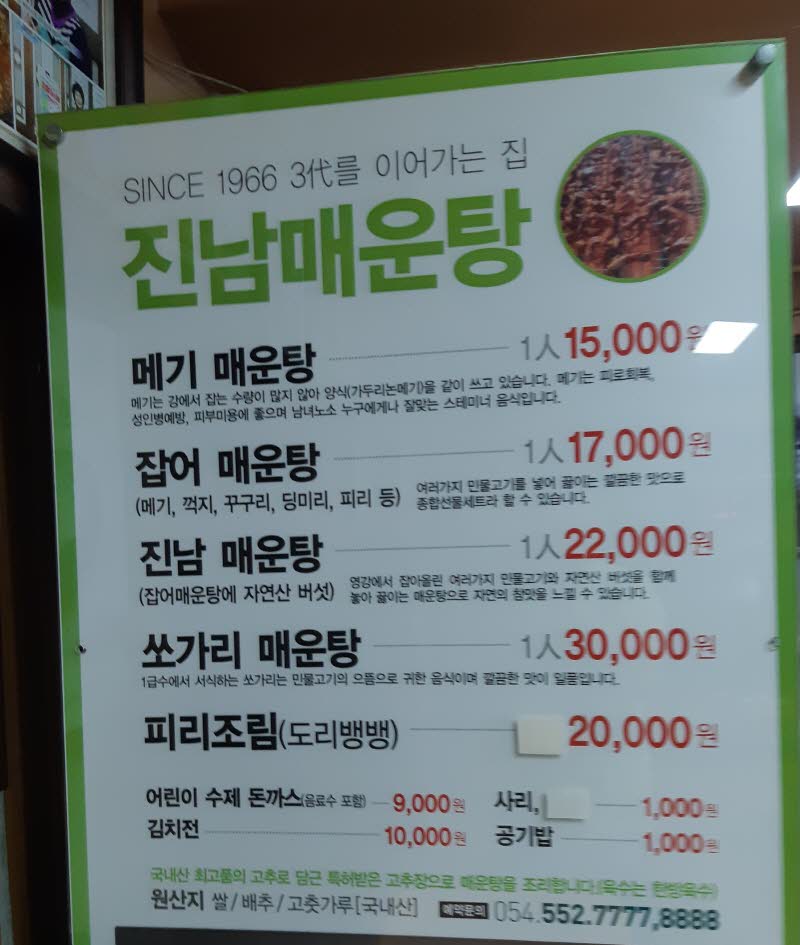 SINCE 1966 3代를 이어가는 집
진남매운탕
메기 매운탕 1人 15,000원
메기는 강에서 잡는 수량이 많지 않아 양식(가두리논메기)을 같이 쓰고 있습니다. 메기는 피로회복,
성인병예방, 피부미용에 좋으며 남녀노소 누구에게나 잘맞는 스테미너 음식입니다.
잡어 매운탕 1人 17,000원
(메기, 꺽지, 꾸구리, 딩미리, 피리 등) 여러가지 민물고기를 넣어 끓이는 깔끔한 맛으로
종합선물세트라 할 수 있습니다.
진남 매운탕 1人 22,000원
(잡어매운탕에 자연산 버섯) 영강에서 잡아올린 여러가지 민물고기와 자연산 버섯을 함께
놓아 끓이는 매운탕으로 자연의 참맛을 느낄 수 있습니다.
쏘가리 매운탕 1人 30,000원
1급수에서 서식하는 쏘가리는 민물고기의 으뜸으로 귀한 음식이며 깔끔한 맛이 일품입니다.
피리조림(도리뱅뱅) 20,000원
어린이 수제 돈까스(음료수 포함) 9,000원 사리, 1,000원
김치전 10,000원 공기밥 1,000원
국내산 최고품의 고추로 담근 특허받은 고추장으로 매운탕을 조리합니다.(육수는 한방육수)
원산지 쌀/배추/고춧가루[국내산] 예약문의 054.552.7777,8888